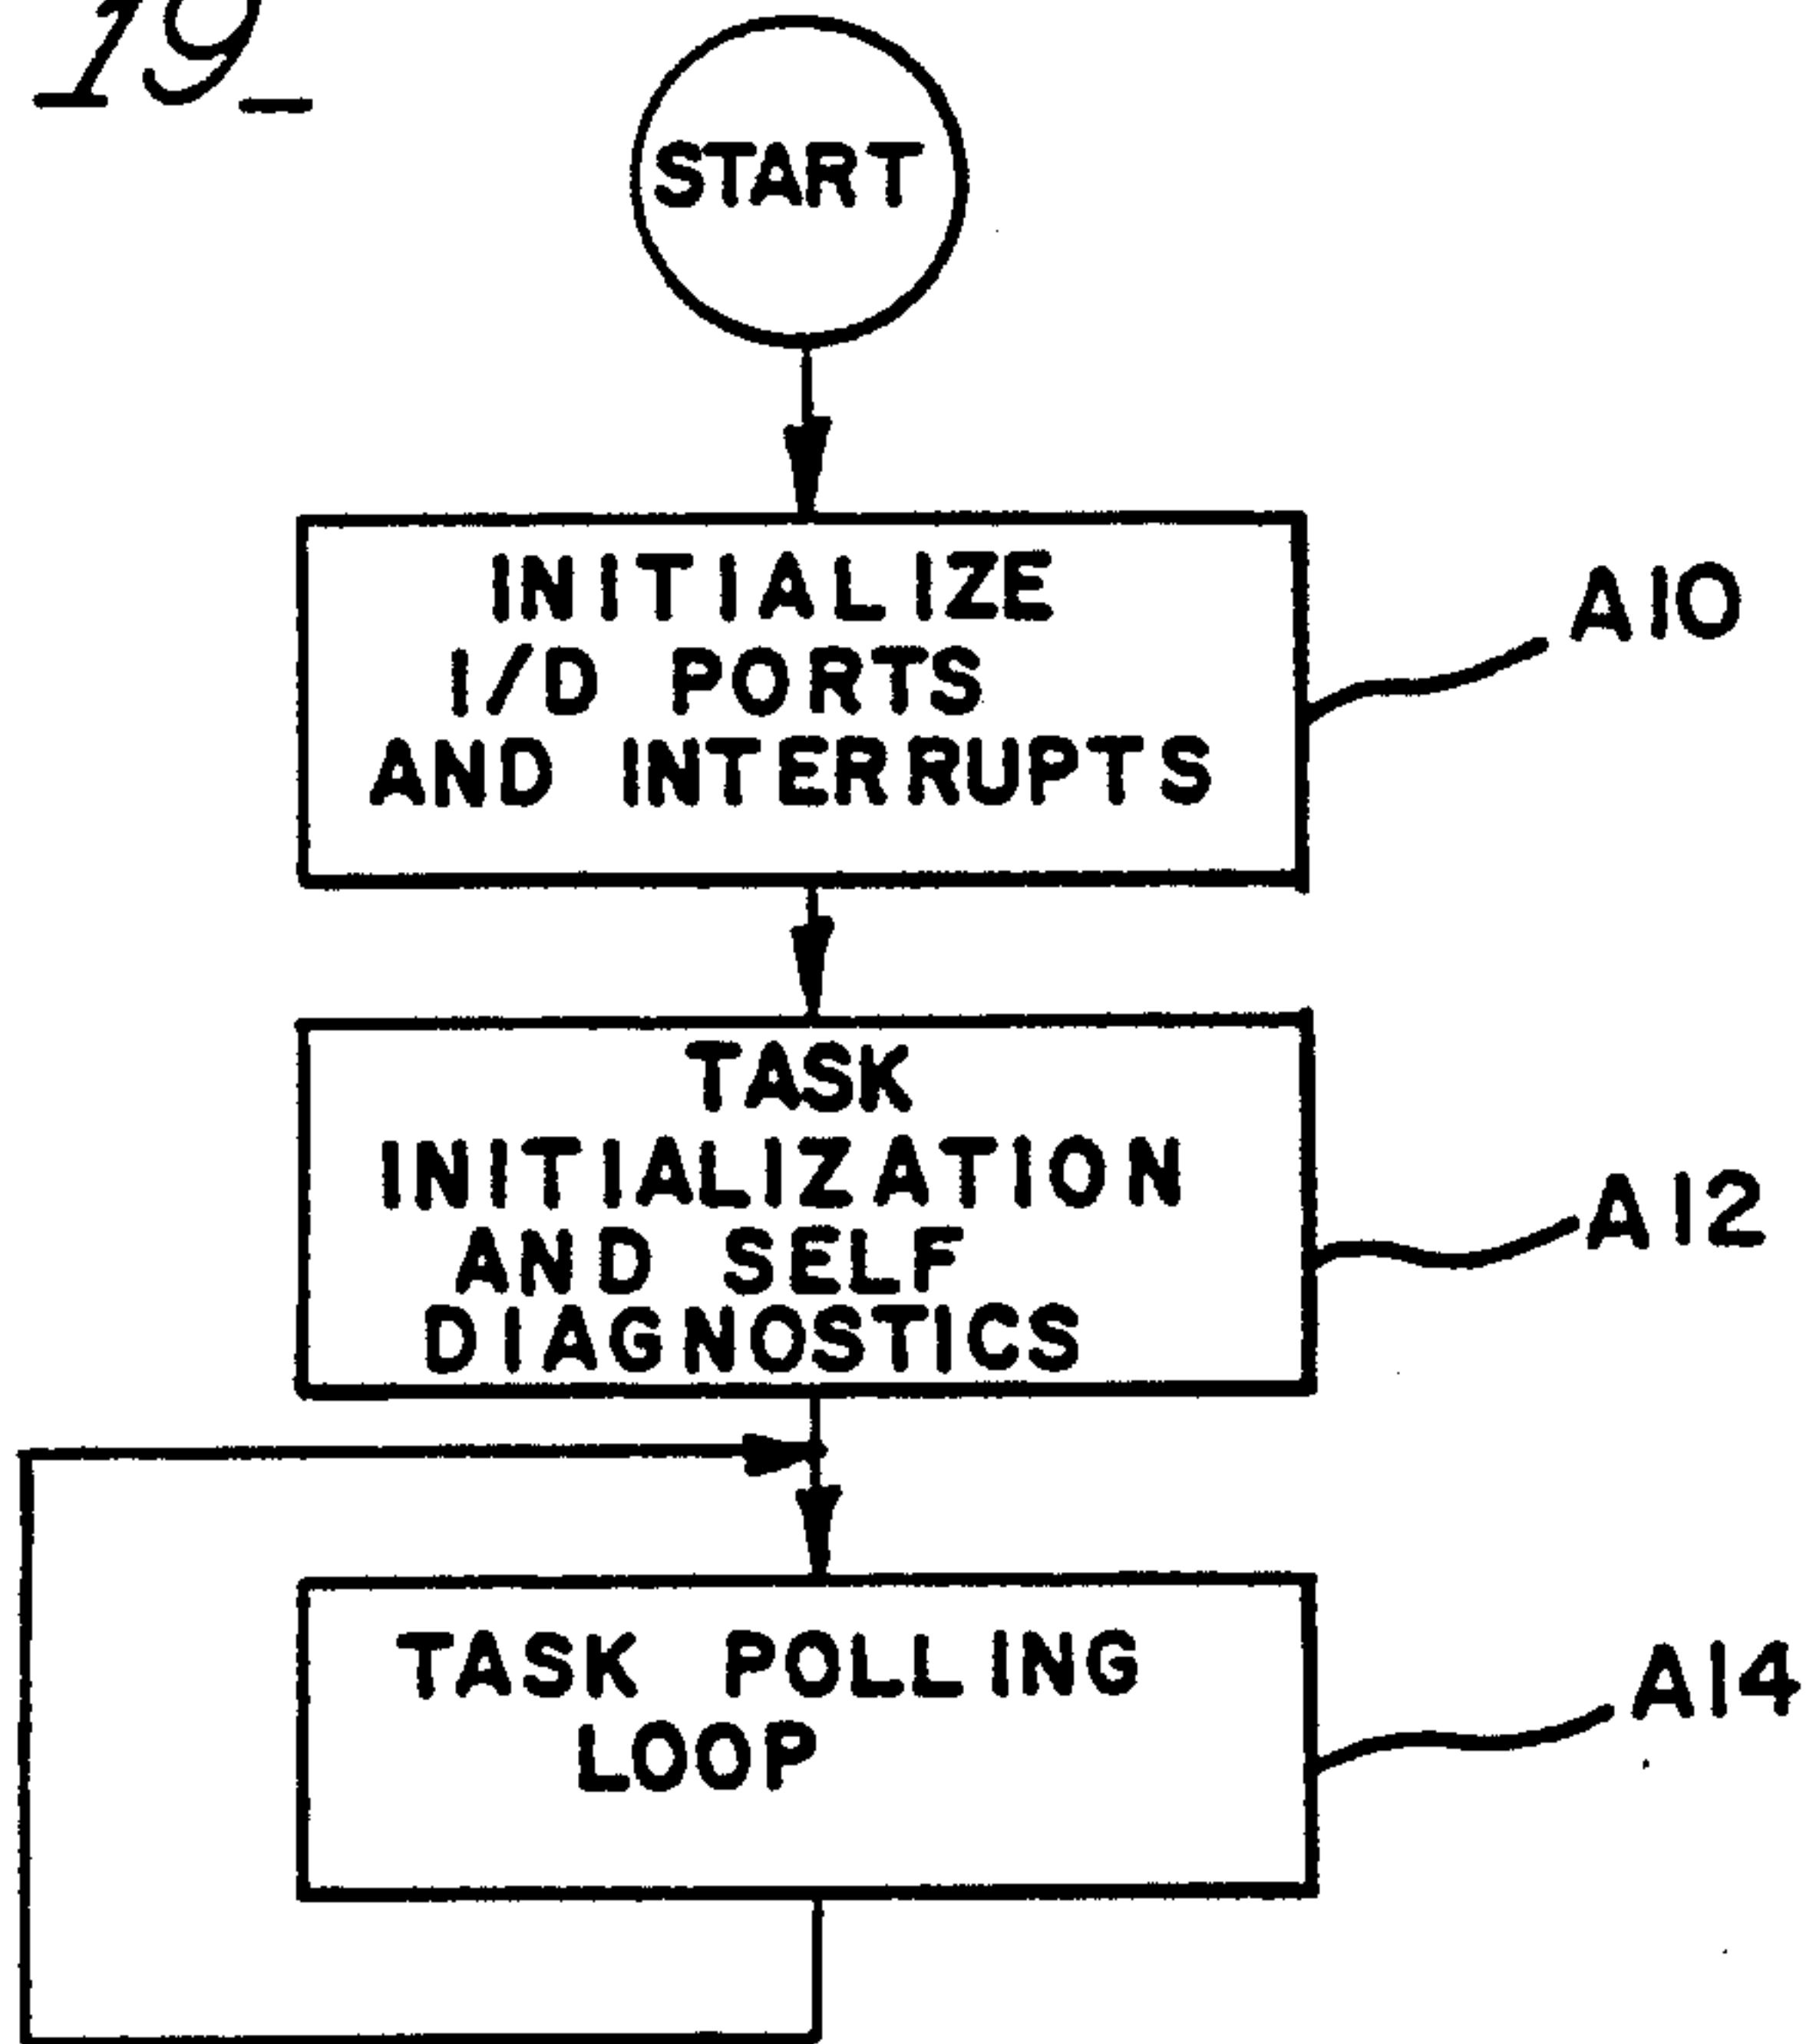 19
START
INITIALIZE
I/D PORTS
AND INTERRUPTS
A10
TASK
INITIALIZATION
AND SELF
DIAGNOSTICS
A12
TASK POLLING
LOOP
A14